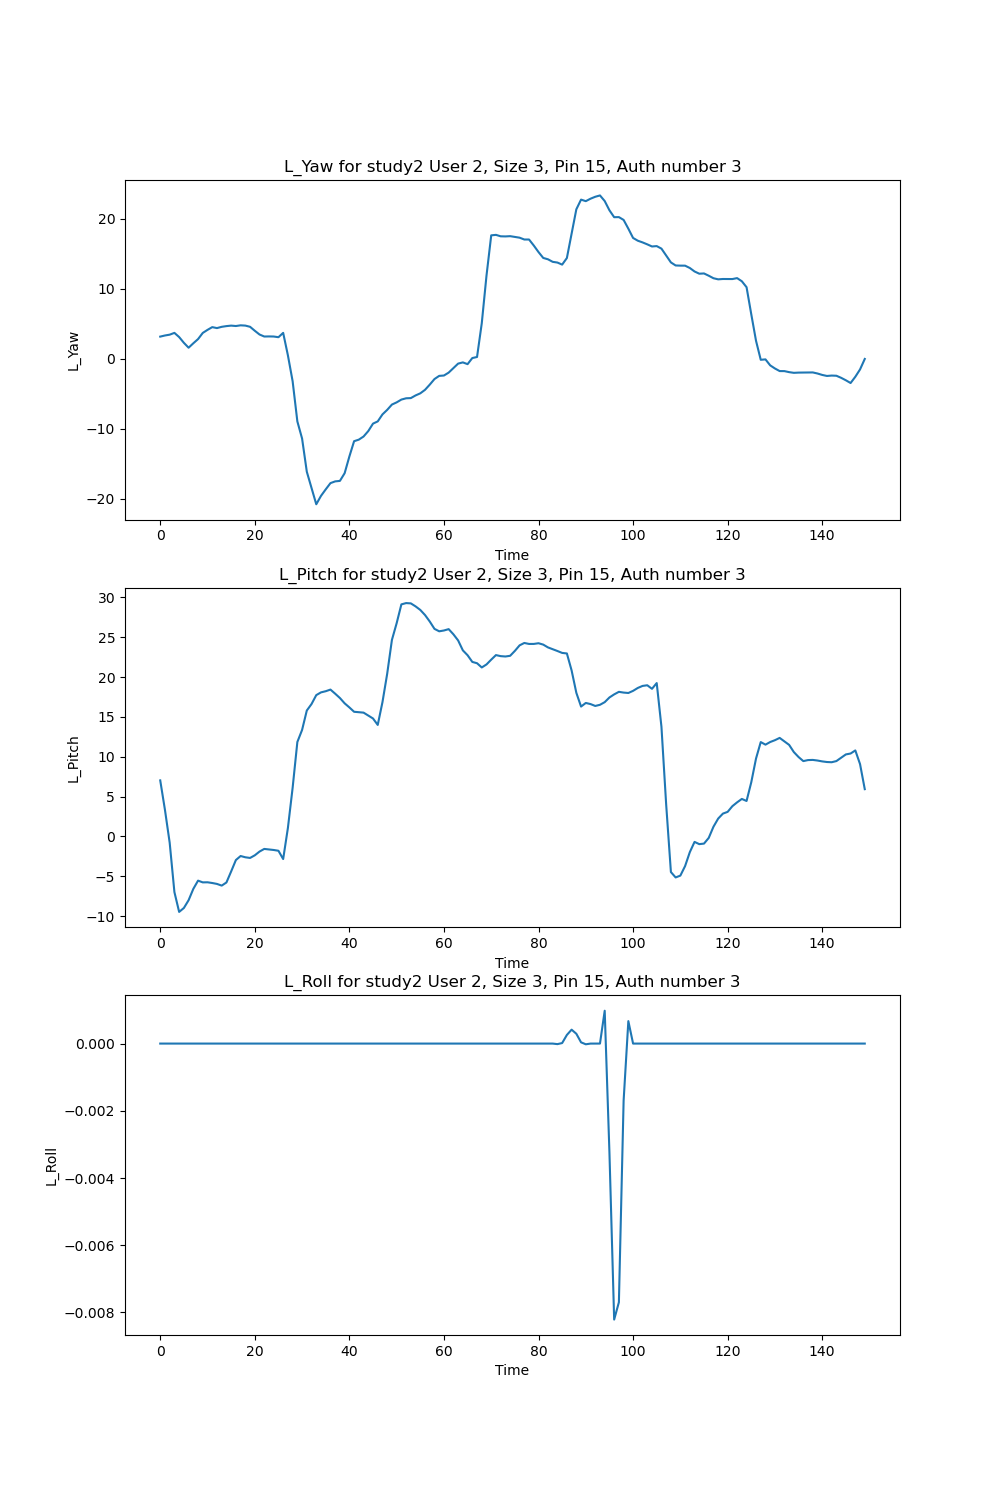 L_Yaw for study2 User 2, Size 3, Pin 15, Auth number 3
20
10
0
−10
−20
L_Yaw
0 20 40 60 80 100 120 140
Time
L_Pitch for study2 User 2, Size 3, Pin 15, Auth number 3
30
25
20
15
10
5
0
−5
−10
L_Pitch
0 20 40 60 80 100 120 140
Time
L_Roll for study2 User 2, Size 3, Pin 15, Auth number 3
0.000
−0.002
−0.004
−0.006
−0.008
L_Roll
0 20 40 60 80 100 120 140
Time